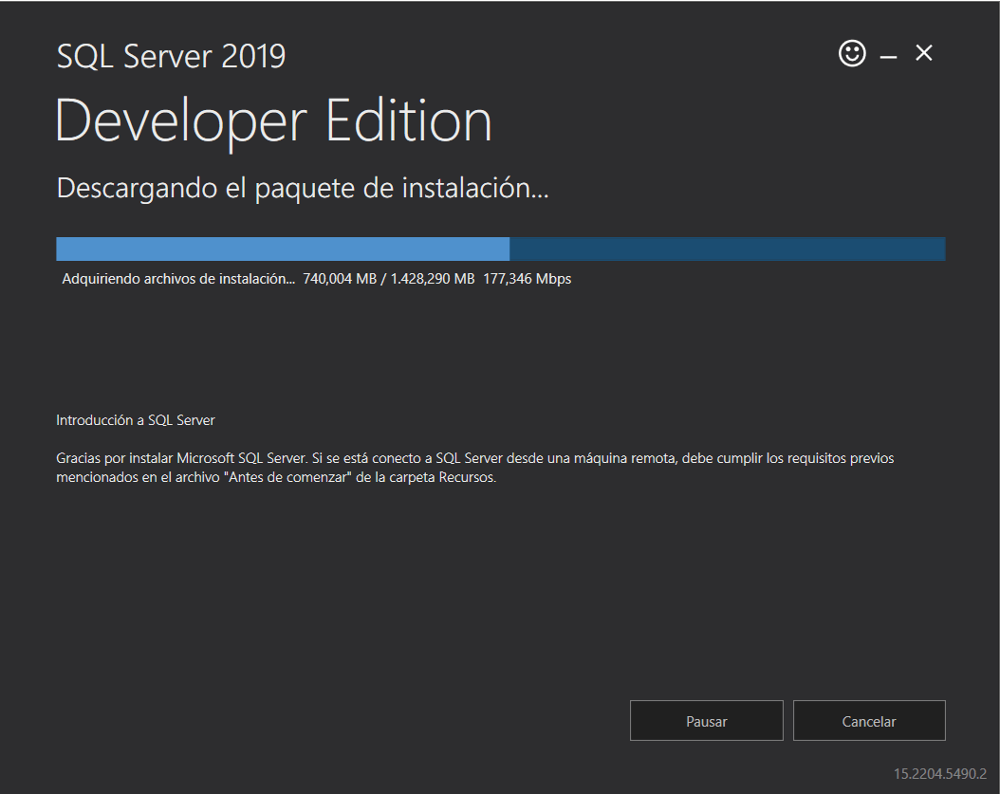 SQL Server 2019
Developer Edition
Descargando el paquete de instalación...
Adquiriendo archivos de instalación... 740,004 MB / 1.428,290 MB 177,346 Mbps
Introducción a SQL Server
Gracias por instalar Microsoft SQL Server. Si se está conecto a SQL Server desde una máquina remota, debe cumplir los requisitos previos
mencionados en el archivo "Antes de comenzar" de la carpeta Recursos.
Pausar
Cancelar
15.2204.5490.2